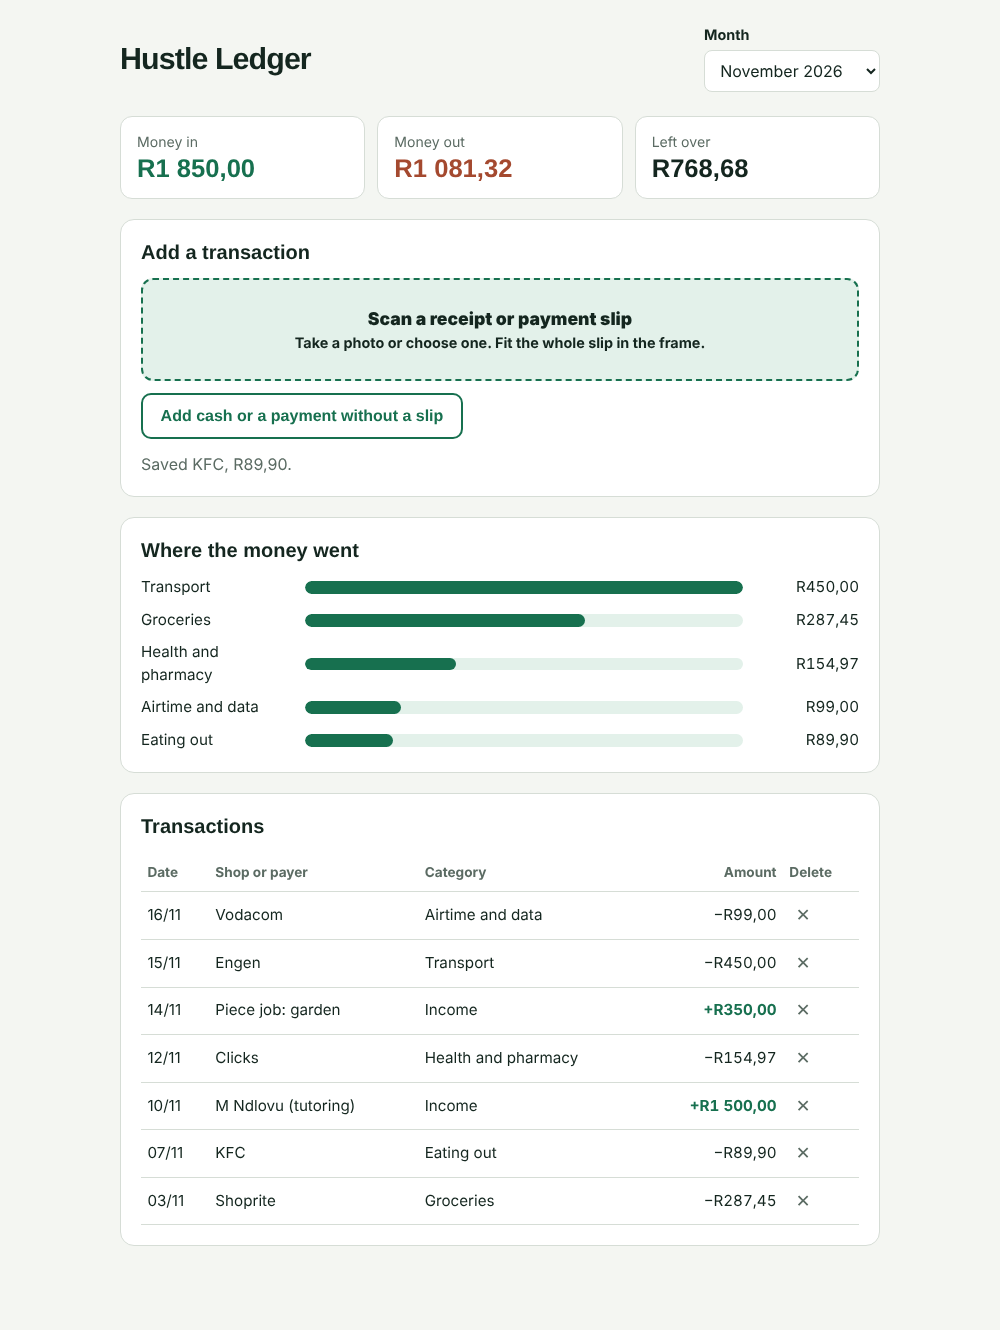 Hustle Ledger
Month
November 2026
Money in
R1 850,00
Money out
R1 081,32
Left over
R768,68
Add a transaction
Scan a receipt or payment slip
Take a photo or choose one. Fit the whole slip in the frame.
Add cash or a payment without a slip
Saved KFC, R89,90.
Where the money went
Transport R450,00
Groceries R287,45
Health and
pharmacy R154,97
Airtime and data R99,00
Eating out R89,90
Transactions
Date Shop or payer Category Amount Delete
16/11 Vodacom Airtime and data −R99,00 ✕
15/11 Engen Transport −R450,00 ✕
14/11 Piece job: garden Income +R350,00 ✕
12/11 Clicks Health and pharmacy −R154,97 ✕
10/11 M Ndlovu (tutoring) Income +R1 500,00 ✕
07/11 KFC Eating out −R89,90 ✕
03/11 Shoprite Groceries −R287,45 ✕